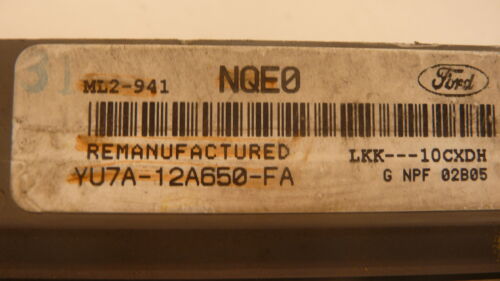 31
ML2-941 NQE0 Ford
REMANUFACTURED LKK---10CXDH
YU7A-12A650-FA G NPF 02B05